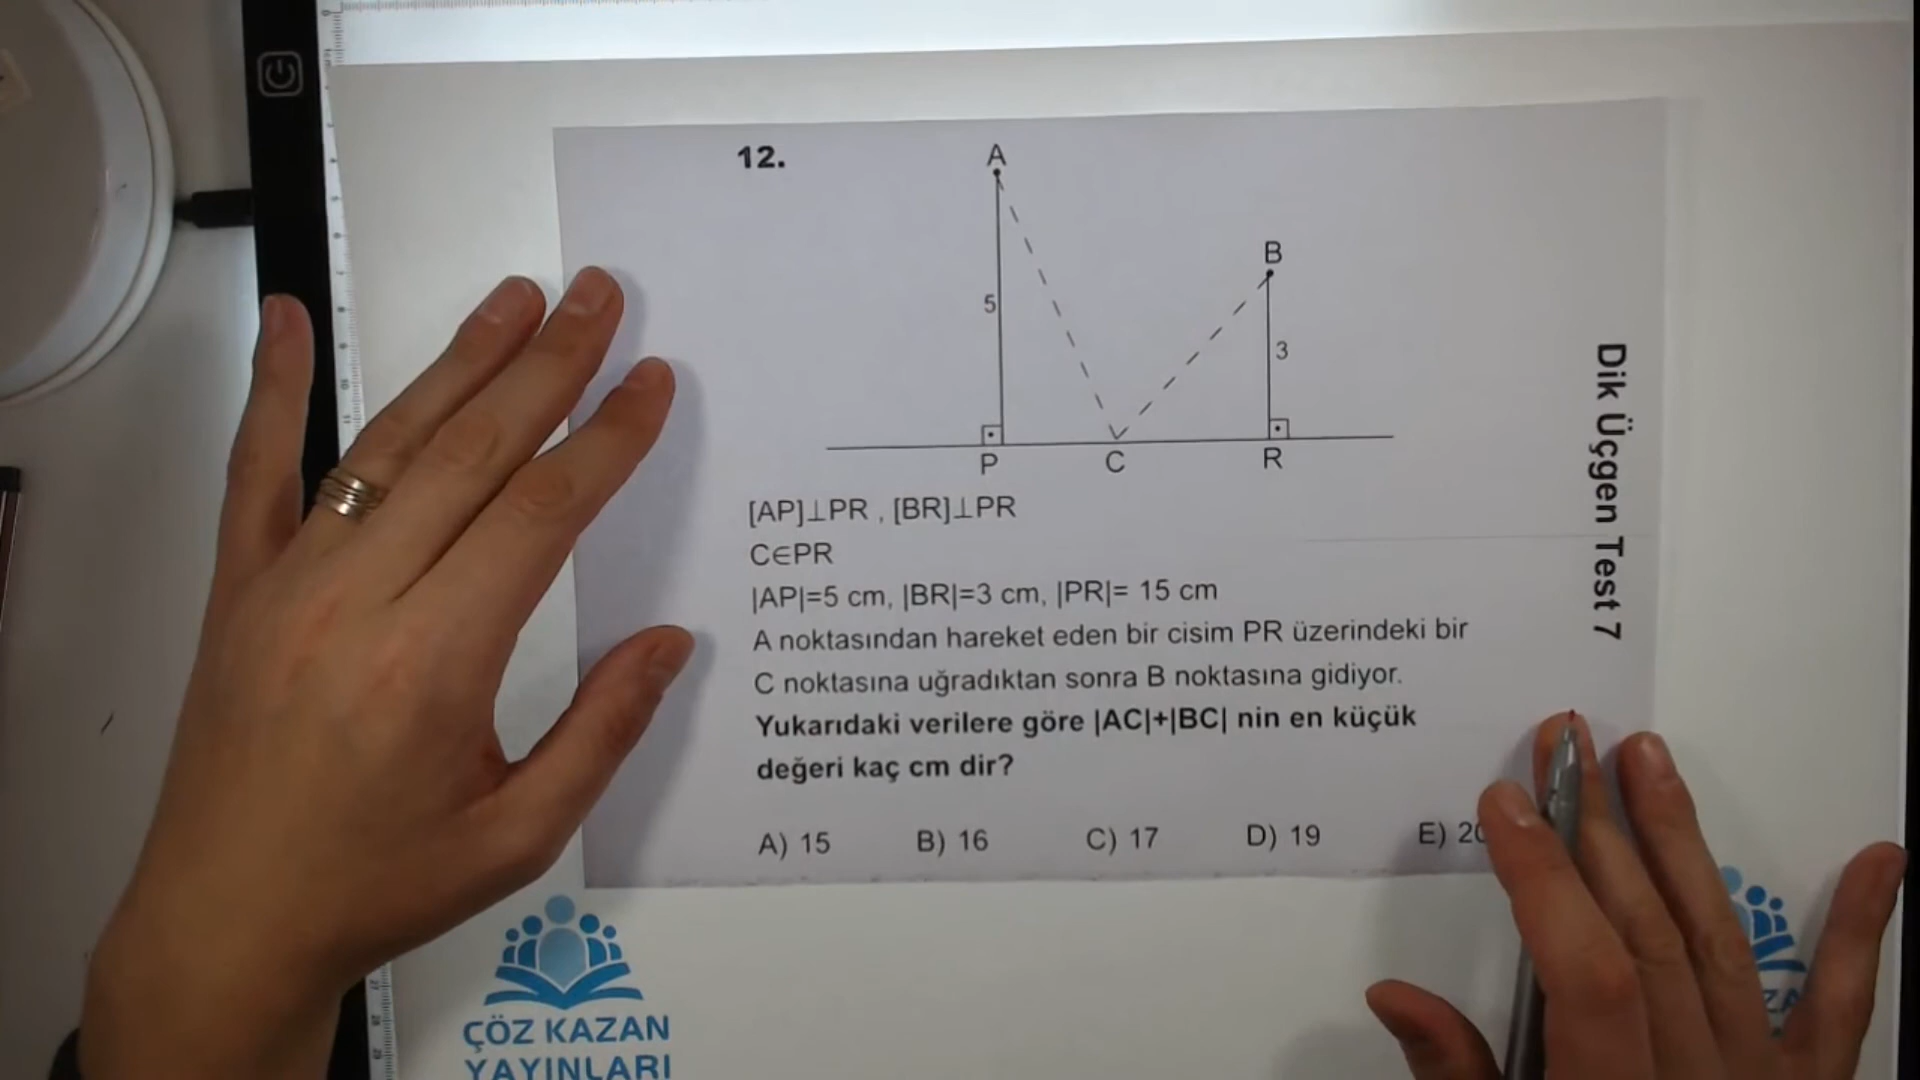 12.
A
B
5
3
P
C
R
[AP]⊥PR , [BR]⊥PR
C∈PR
|AP|=5 cm, |BR|=3 cm, |PR|= 15 cm
A noktasından hareket eden bir cisim PR üzerindeki bir
C noktasına uğradıktan sonra B noktasına gidiyor.
Yukarıdaki verilere göre |AC|+|BC| nin en küçük
değeri kaç cm dir?
A) 15 B) 16 C) 17 D) 19 E)
Dik Üçgen Test 7
ÇÖZ KAZAN
YAYINLARI